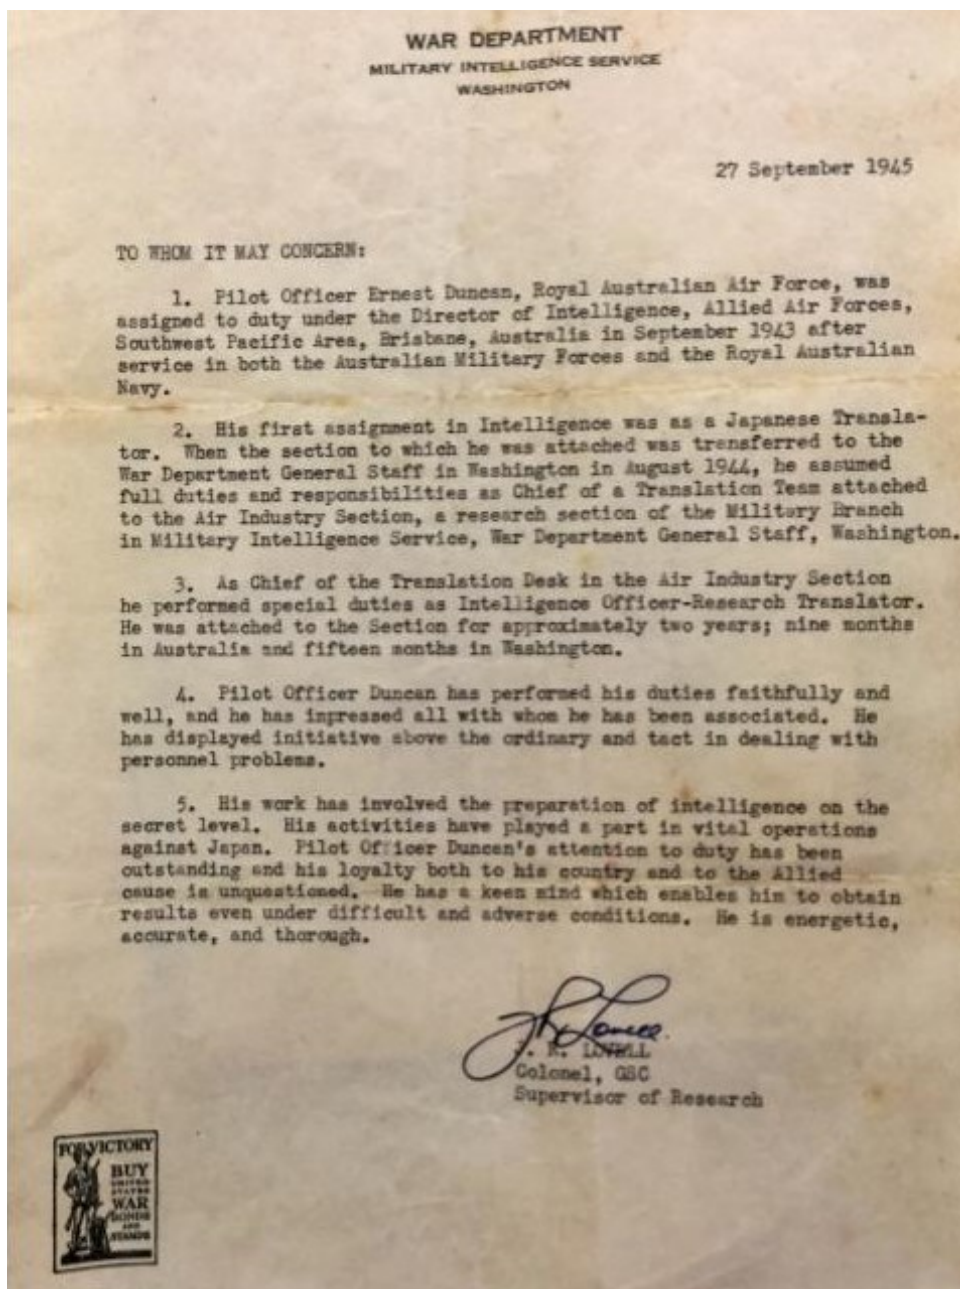 WAR DEPARTMENT
MILITARY INTELLIGENCE SERVICE
WASHINGTON
27 September 1945
TO WHOM IT MAY CONCERN:
1. Pilot Officer Ernest Duncan, Royal Australian Air Force, was
assigned to duty under the Director of Intelligence, Allied Air Forces,
Southwest Pacific Area, Brisbane, Australia in September 1943 after
service in both the Australian Military Forces and the Royal Australian
Navy.
2. His first assignment in Intelligence was as a Japanese Transla-
tor. When the section to which he was attached was transferred to the
War Department General Staff in Washington in August 1944, he assumed
full duties and responsibilities as Chief of a Translation Team attached
to the Air Industry Section, a research section of the Military Branch
in Military Intelligence Service, War Department General Staff, Washington.
3. As Chief of the Translation Desk in the Air Industry Section
he performed special duties as Intelligence Officer-Research Translator.
He was attached to the Section for approximately two years; nine months
in Australia and fifteen months in Washington.
4. Pilot Officer Duncan has performed his duties faithfully and
well, and he has impressed all with whom he has been associated. He
has displayed initiative above the ordinary and tact in dealing with
personnel problems.
5. His work has involved the preparation of intelligence on the
secret level. His activities have played a part in vital operations
against Japan. Pilot Officer Duncan's attention to duty has been
outstanding and his loyalty both to his country and to the Allied
cause is unquestioned. He has a keen mind which enables him to obtain
results even under difficult and adverse conditions. He is energetic,
accurate, and thorough.
J. R. Lovell
J. R. LOVELL
Colonel, GSC
Supervisor of Research
FOR VICTORY
BUY
UNITED
STATES
WAR
BONDS
AND
STAMPS